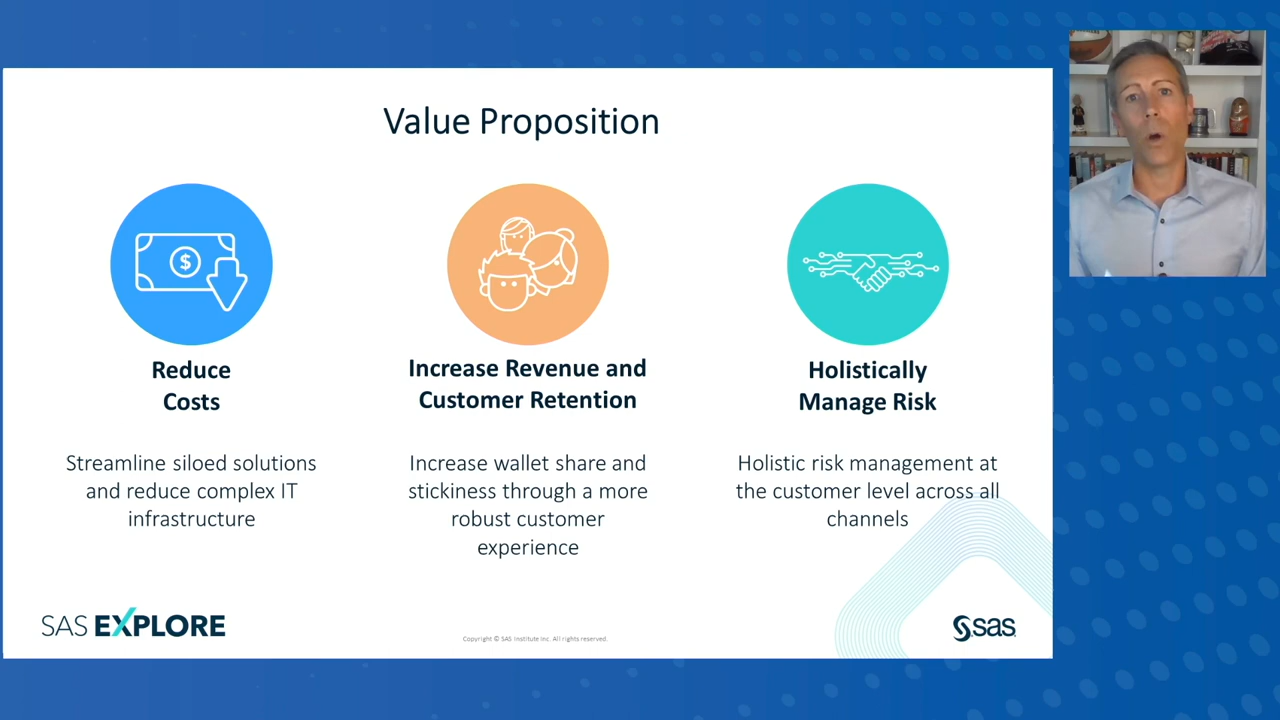 Value Proposition
$
Reduce
Costs
Increase Revenue and
Customer Retention
Holistically
Manage Risk
Streamline siloed solutions
and reduce complex IT
infrastructure
Increase wallet share and
stickiness through a more
robust customer
experience
Holistic risk management at
the customer level across all
channels
SAS EXPLORE
Copyright © SAS Institute Inc. All rights reserved.
sas